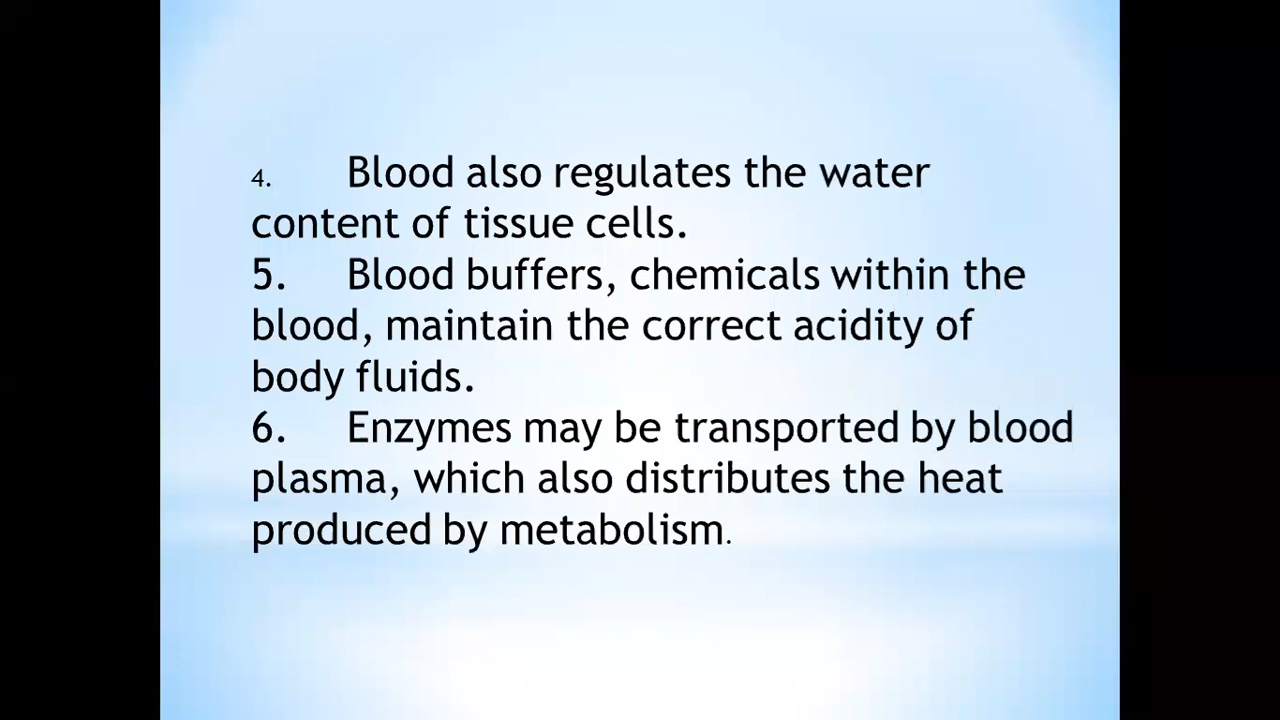 4. Blood also regulates the water
content of tissue cells.
5. Blood buffers, chemicals within the
blood, maintain the correct acidity of
body fluids.
6. Enzymes may be transported by blood
plasma, which also distributes the heat
produced by metabolism.